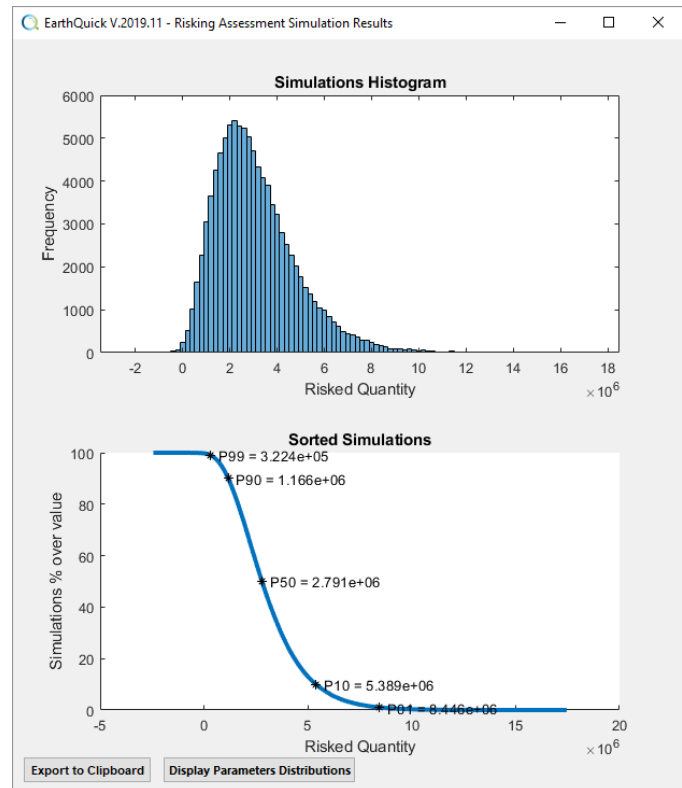 EarthQuick V.2019.11 - Risking Assessment Simulation Results
Simulations Histogram
6000
5000
4000
3000
2000
1000
0
Frequency
-2 0 2 4 6 8 10 12 14 16 18
Risked Quantity
×10^6
Sorted Simulations
100
80
60
40
20
0
Simulations % over value
P99 = 3.224e+05
P90 = 1.166e+06
P50 = 2.791e+06
P10 = 5.389e+06
P01 = 8.446e+06
-5 0 5 10 15 20
Risked Quantity
×10^6
Export to Clipboard Display Parameters Distributions